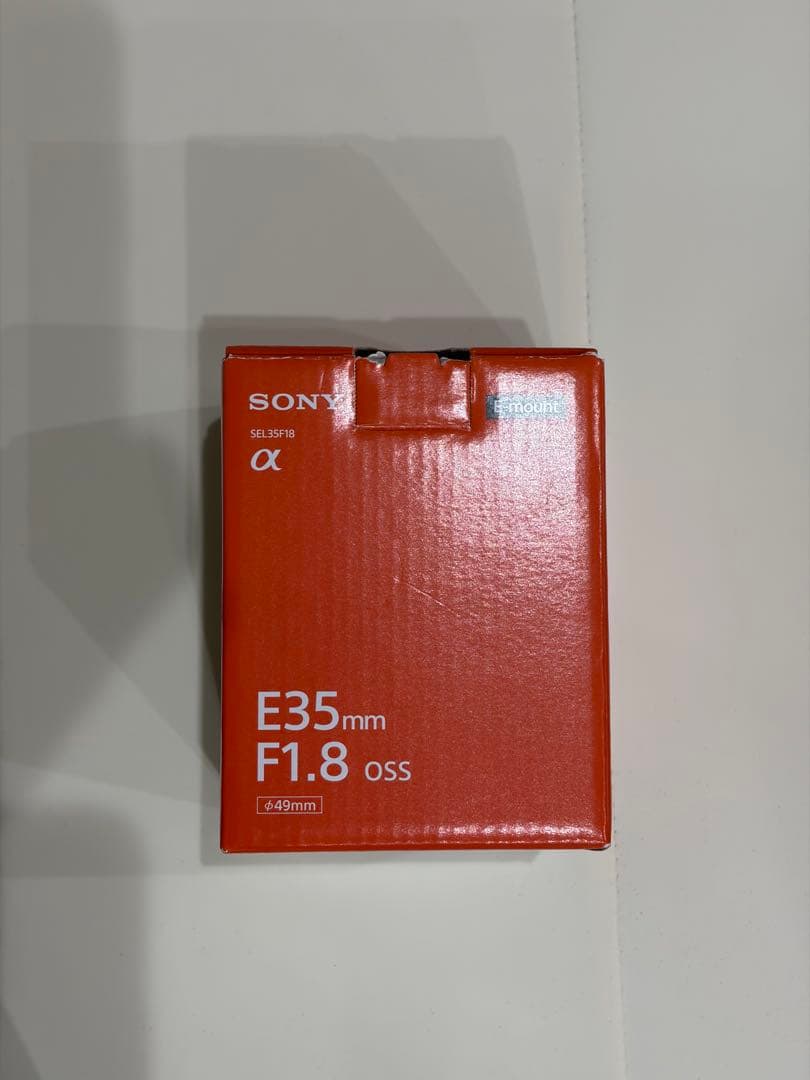 SONY
E-mount
SEL35F18
α
E35mm
F1.8 OSS
ϕ49mm